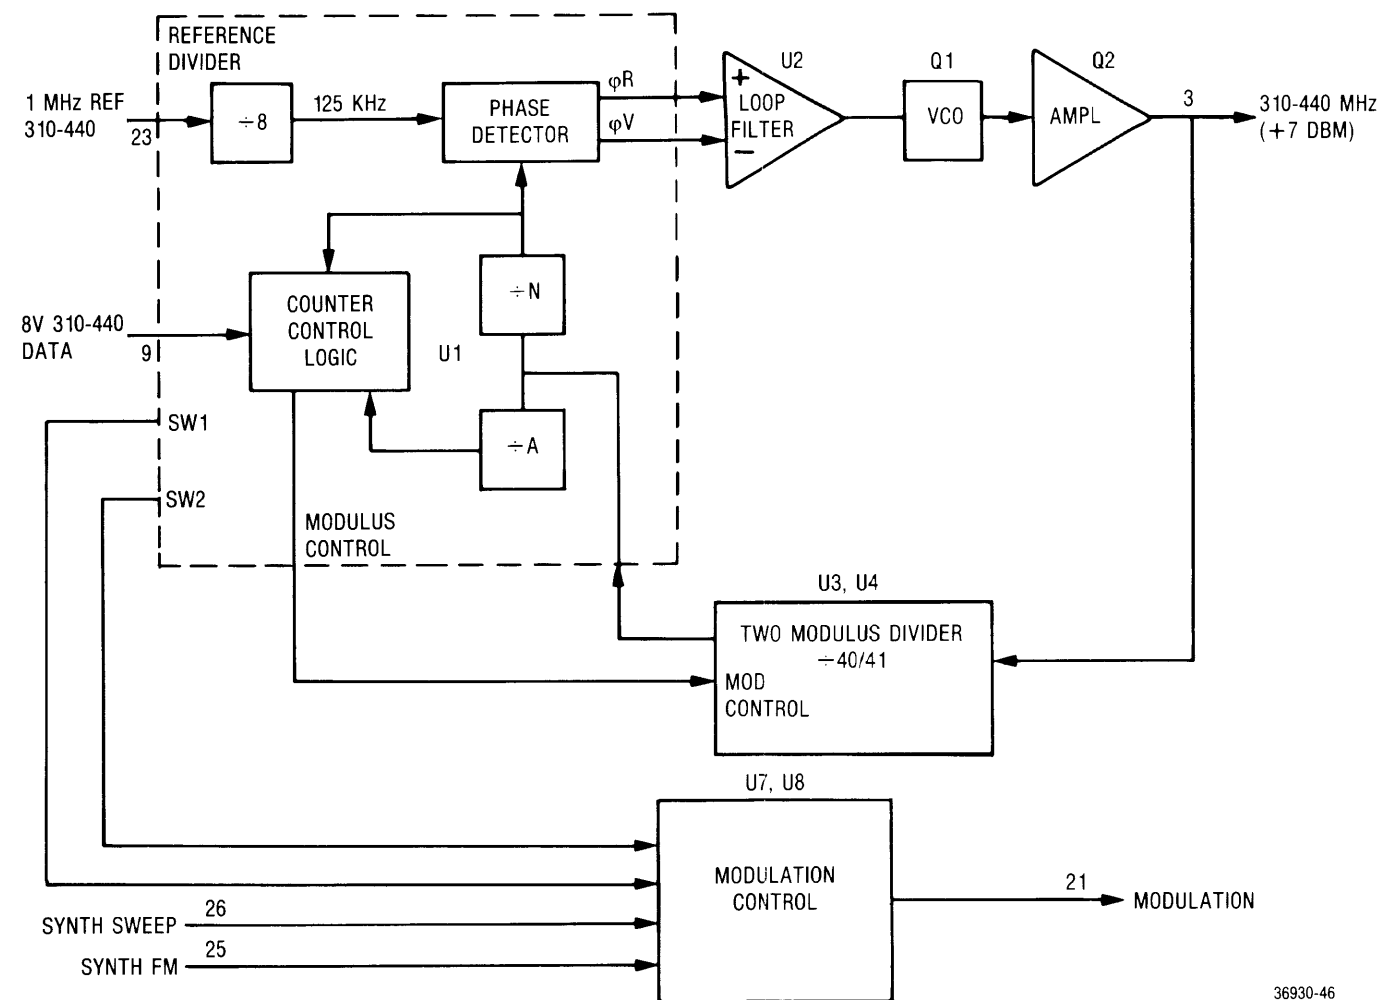 REFERENCE
DIVIDER
1 MHz REF
310-440
23
÷8
125 KHz
PHASE
DETECTOR
φR
φV
U2
+
LOOP
FILTER
−
Q1
VCO
Q2
AMPL
3
310-440 MHz
(+7 DBM)
8V 310-440
DATA
9
COUNTER
CONTROL
LOGIC
U1
÷N
÷A
SW1
SW2
MODULUS
CONTROL
U3, U4
TWO MODULUS DIVIDER
÷40/41
MOD
CONTROL
U7, U8
MODULATION
CONTROL
21
MODULATION
SYNTH SWEEP
26
SYNTH FM
25
36930-46